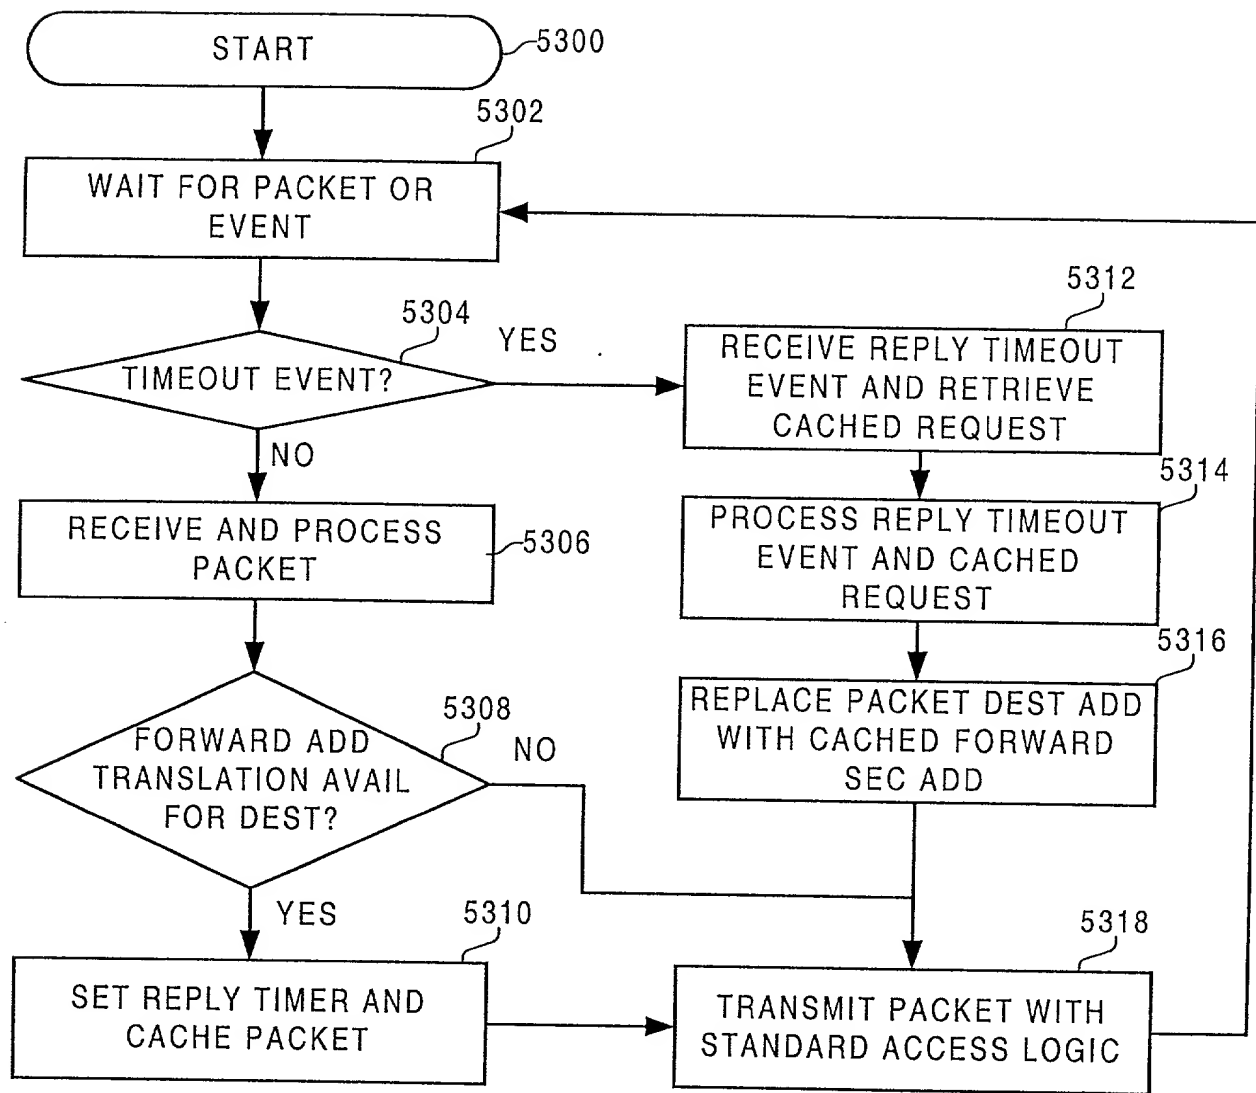 START
5300
5302
WAIT FOR PACKET OR
EVENT
5304
TIMEOUT EVENT?
YES
NO
5312
RECEIVE REPLY TIMEOUT
EVENT AND RETRIEVE
CACHED REQUEST
5306
RECEIVE AND PROCESS
PACKET
5314
PROCESS REPLY TIMEOUT
EVENT AND CACHED
REQUEST
5308
FORWARD ADD
TRANSLATION AVAIL
FOR DEST?
NO
YES
5316
REPLACE PACKET DEST ADD
WITH CACHED FORWARD
SEC ADD
5310
SET REPLY TIMER AND
CACHE PACKET
5318
TRANSMIT PACKET WITH
STANDARD ACCESS LOGIC